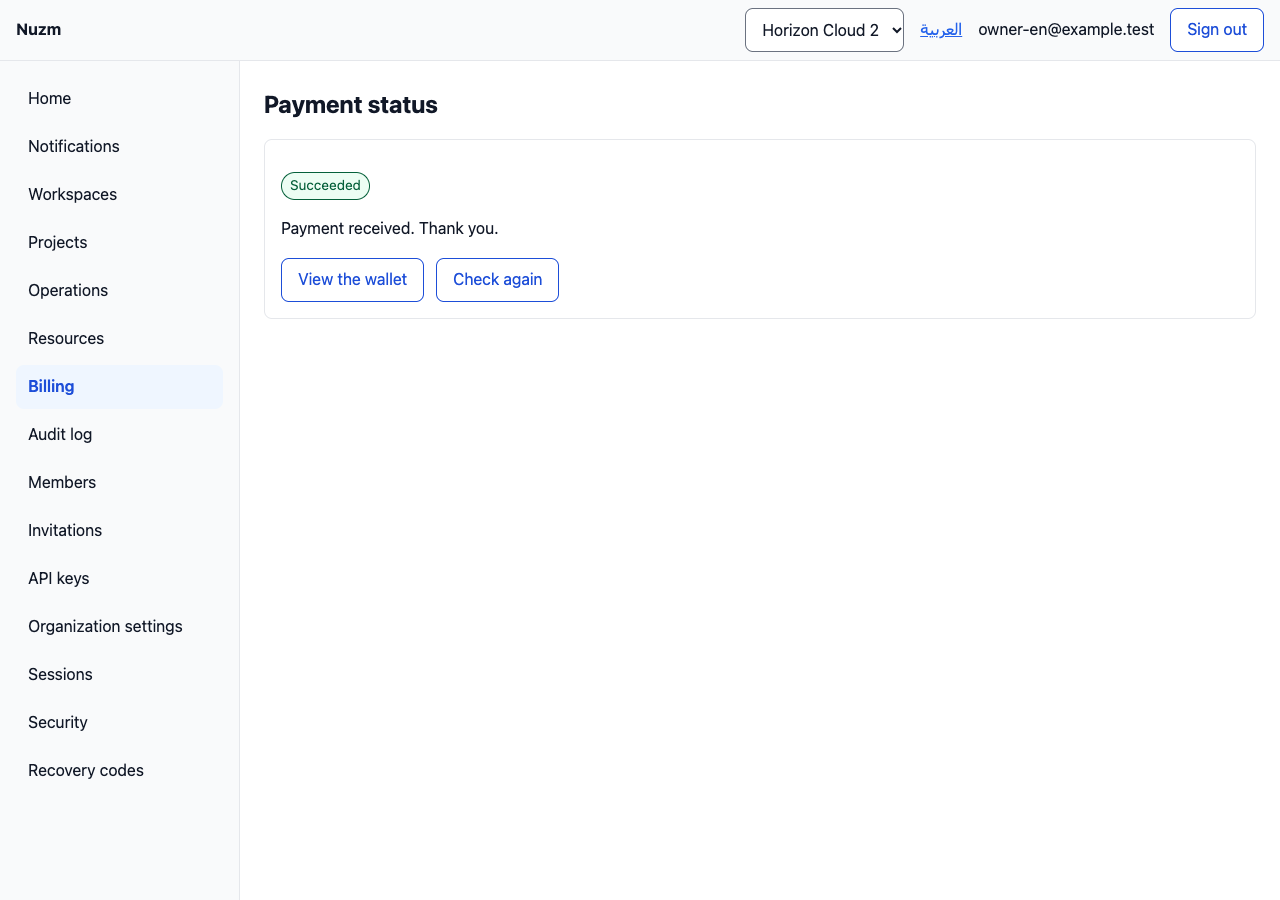 Nuzm
Horizon Cloud 2
العربية
owner-en@example.test
Sign out
Home
Notifications
Workspaces
Projects
Operations
Resources
Billing
Audit log
Members
Invitations
API keys
Organization settings
Sessions
Security
Recovery codes
Payment status
Succeeded
Payment received. Thank you.
View the wallet
Check again